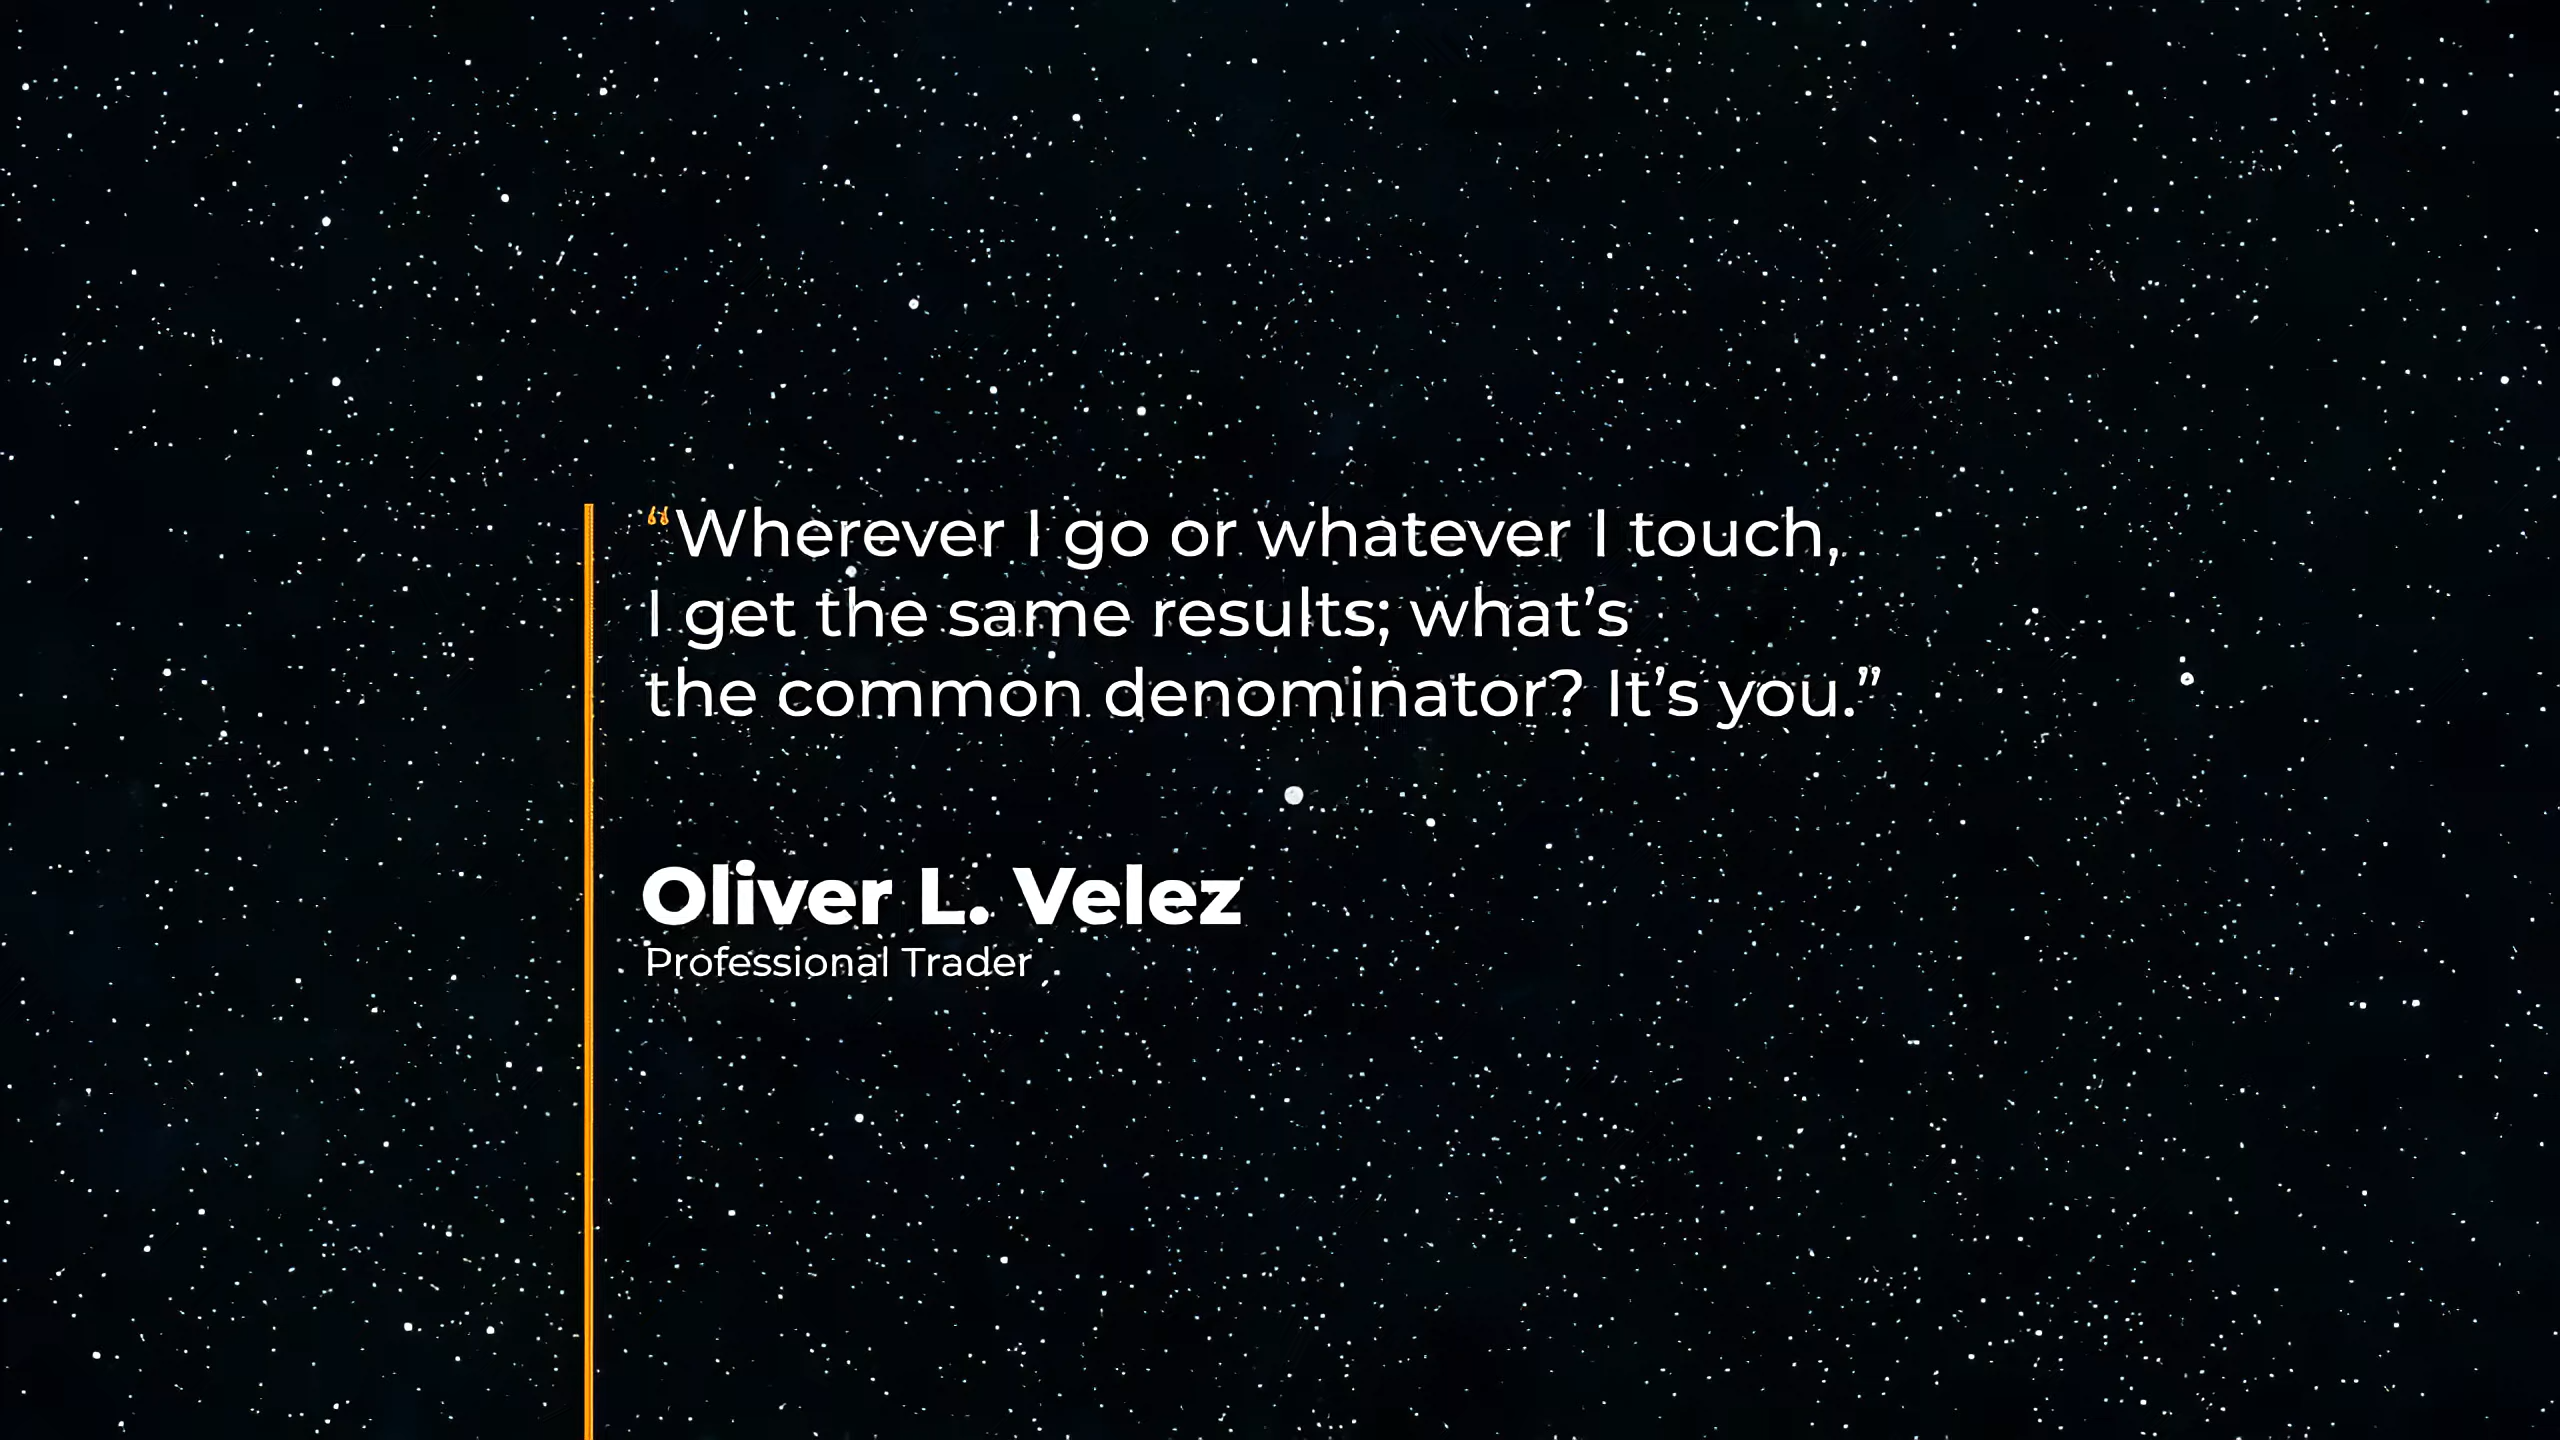 “Wherever I go or whatever I touch,
I get the same results; what’s
the common denominator? It’s you.”
Oliver L. Velez
Professional Trader